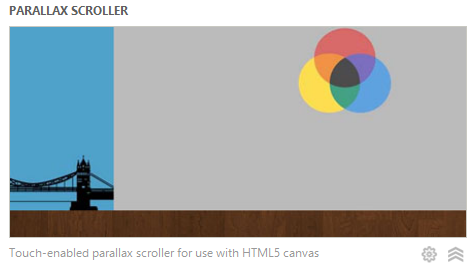 PARALLAX SCROLLER
Touch-enabled parallax scroller for use with HTML5 canvas